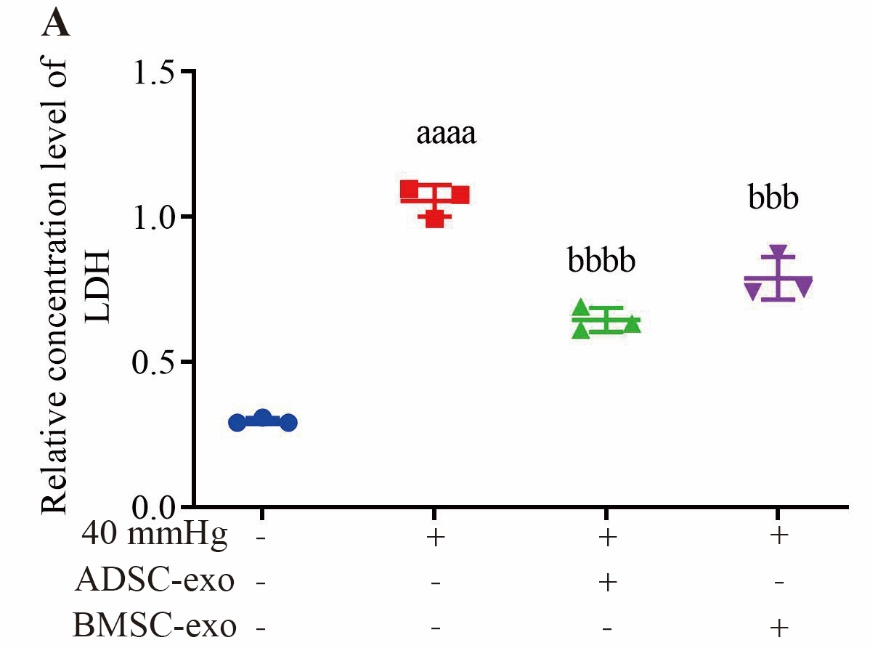 A
Relative concentration level of
LDH
1.5
1.0
0.5
0.0
aaaa
bbbb
bbb
40 mmHg - + + +
ADSC-exo - - + -
BMSC-exo - - - +